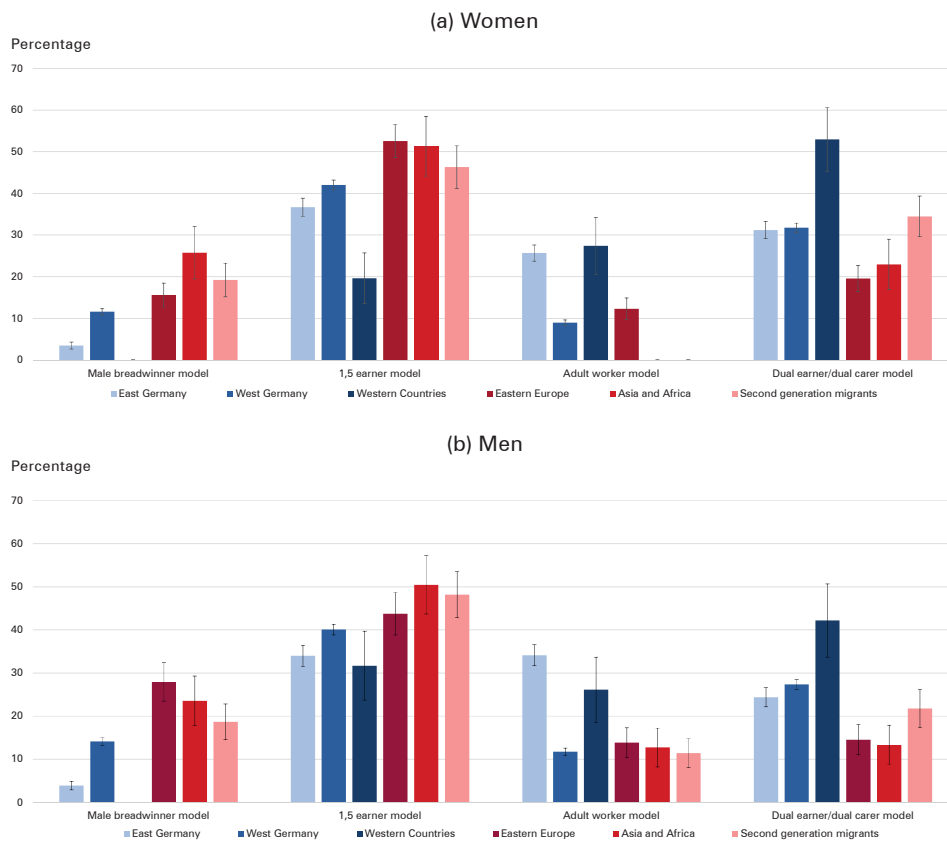 (a) Women
Percentage
70
60
50
40
30
20
10
0
Male breadwinner model 1,5 earner model Adult worker model Dual earner/dual carer model
East Germany West Germany Western Countries Eastern Europe Asia and Africa Second generation migrants
(b) Men
Percentage
70
60
50
40
30
20
10
0
Male breadwinner model 1,5 earner model Adult worker model Dual earner/dual carer model
East Germany West Germany Western Countries Eastern Europe Asia and Africa Second generation migrants